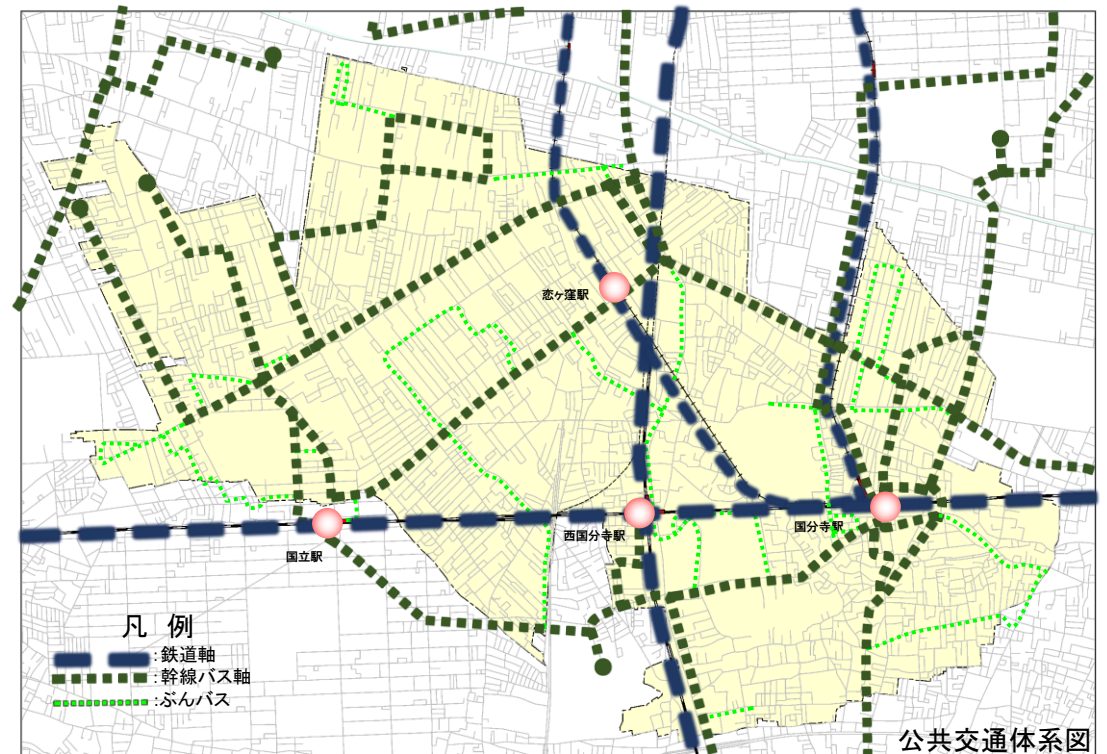 恋ヶ窪駅
西国分寺駅
国分寺駅
国立駅
凡 例
:鉄道軸
:幹線バス軸
:ぶんバス
公共交通体系図